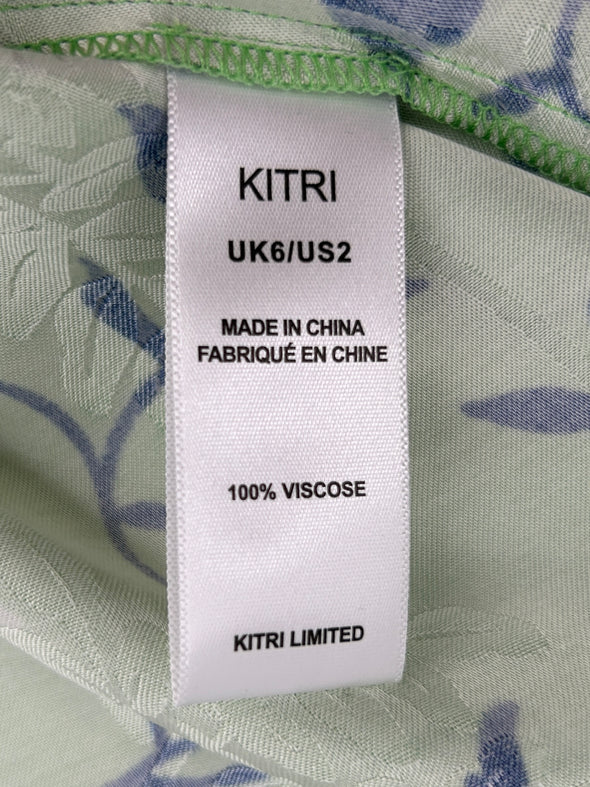 KITRI
UK6/US2
MADE IN CHINA
FABRIQUÉ EN CHINE
100% VISCOSE
KITRI LIMITED